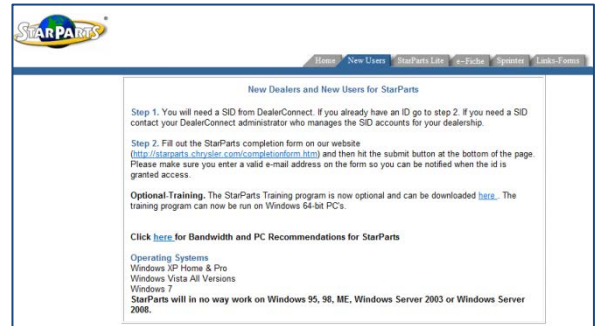 STARPARTS
Home New Users StarParts Lite e-Fiche Sprinter Links-Forms
New Dealers and New Users for StarParts
Step 1. You will need a SID from DealerConnect. If you already have an ID go to step 2. If you need a SID
contact your DealerConnect administrator who manages the SID accounts for your dealership.
Step 2. Fill out the StarParts completion form on our website
(http://starparts.chrysler.com/completionform.htm) and then hit the submit button at the bottom of the page.
Please make sure you enter a valid e-mail address on the form so you can be notified when the id is
granted access.
Optional-Training. The StarParts Training program is now optional and can be downloaded here . The
training program can now be run on Windows 64-bit PC's.
Click here for Bandwidth and PC Recommendations for StarParts
Operating Systems
Windows XP Home & Pro
Windows Vista All Versions
Windows 7
StarParts will in no way work on Windows 95, 98, ME, Windows Server 2003 or Windows Server
2008.